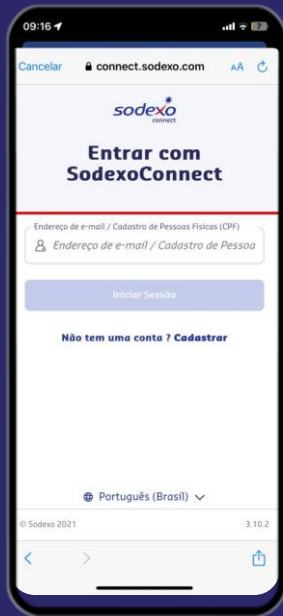 09:16
Cancelar connect.sodexo.com AA
sodexo
connect
Entrar com
SodexoConnect
Endereço de e-mail / Cadastro de Pessoas Físicas (CPF)
Endereço de e-mail / Cadastro de Pessoa
Iniciar Sessão
Não tem uma conta ? Cadastrar
Português (Brasil)
© Sodexo 2021 3.10.2